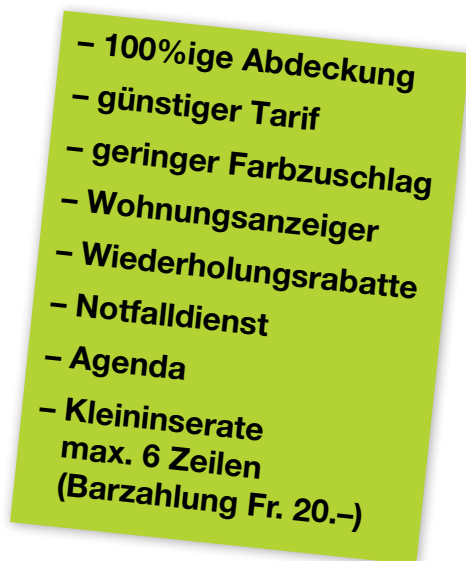 – 100%ige Abdeckung
– günstiger Tarif
– geringer Farbzuschlag
– Wohnungsanzeiger
– Wiederholungsrabatte
– Notfalldienst
– Agenda
– Kleininserate
max. 6 Zeilen
(Barzahlung Fr. 20.–)